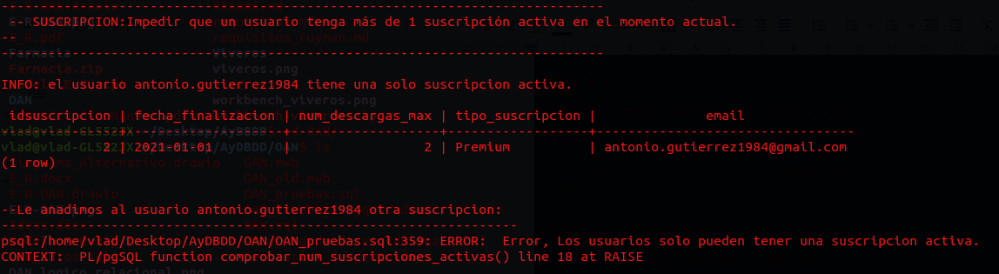 -----------------------------------------------------------------------------
-- SUSCRIPCION:Impedir que un usuario tenga más de 1 suscripción activa en el momento actual.
--
-----------------------------------------------------------------------------
INFO: el usuario antonio.gutierrez1984 tiene una solo suscripcion activa.
idsuscripcion | fecha_finalizacion | num_descargas_max | tipo_suscripcion | email
---------------+--------------------+-------------------+------------------+---------------------------------
2 | 2021-01-01 | 2 | Premium | antonio.gutierrez1984@gmail.com
(1 row)
--Le anadimos al usuario antonio.gutierrez1984 otra suscripcion:
------------------------------------------------------------------
psql:/home/vlad/Desktop/AyDBDD/OAN/OAN_pruebas.sql:359: ERROR:  Error, Los usuarios solo pueden tener una suscripcion activa.
CONTEXT:  PL/pgSQL function comprobar_num_suscripciones_activas() line 18 at RAISE